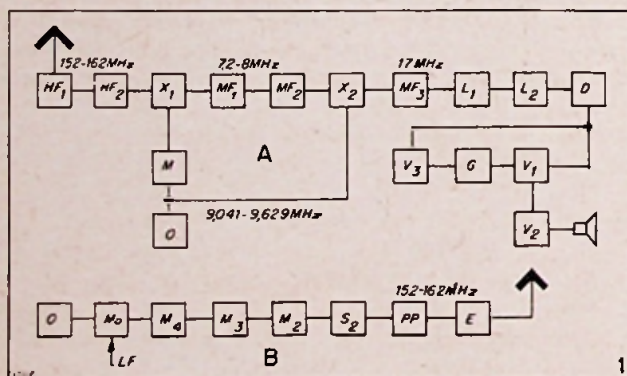 152-162MHz 7,2-8MHz 17MHz
HF₁ HF₂ X₁ MF₁ MF₂ X₂ MF₃ L₁ L₂ D
M A V₃ G V₁
9,041-9,629MHz
O V₂
152-162MHz
O Mo M₄ M₃ M₂ S₂ PP E
LF B 1